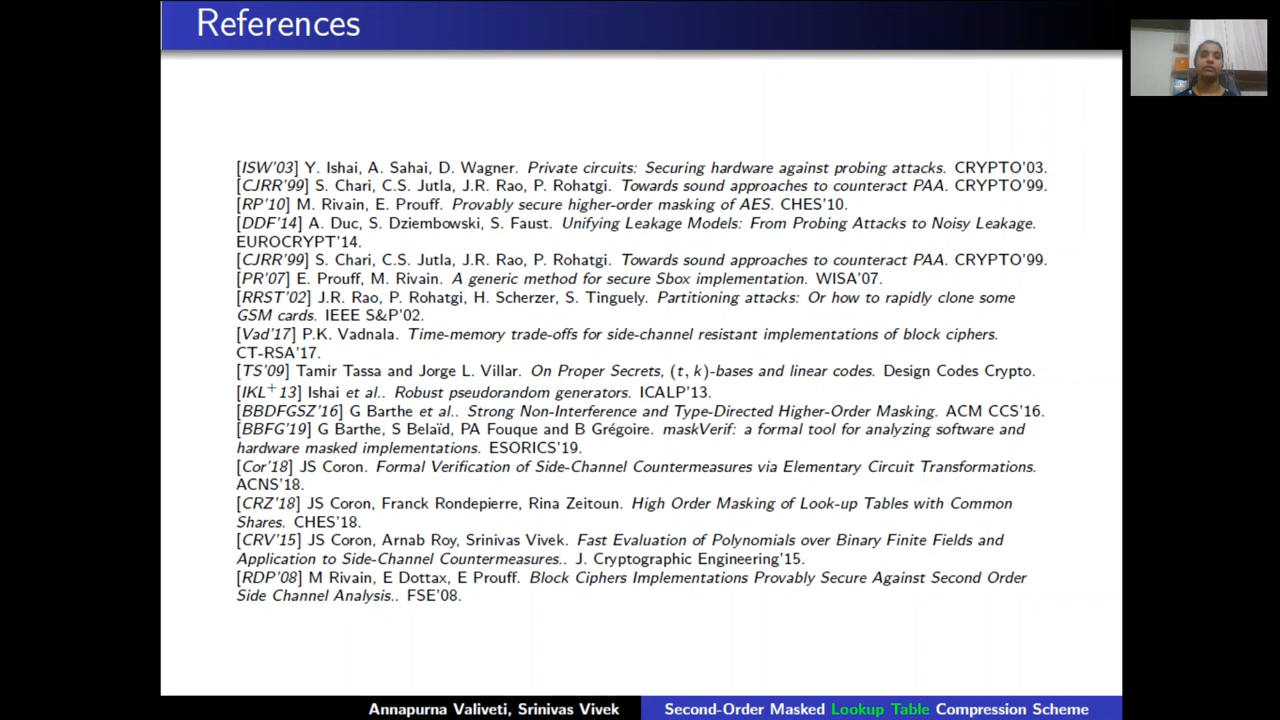 References
[ISW'03] Y. Ishai, A. Sahai, D. Wagner. Private circuits: Securing hardware against probing attacks. CRYPTO'03.
[CJRR'99] S. Chari, C.S. Jutla, J.R. Rao, P. Rohatgi. Towards sound approaches to counteract PAA. CRYPTO'99.
[RP'10] M. Rivain, E. Prouff. Provably secure higher-order masking of AES. CHES'10.
[DDF'14] A. Duc, S. Dziembowski, S. Faust. Unifying Leakage Models: From Probing Attacks to Noisy Leakage.
EUROCRYPT'14.
[CJRR'99] S. Chari, C.S. Jutla, J.R. Rao, P. Rohatgi. Towards sound approaches to counteract PAA. CRYPTO'99.
[PR'07] E. Prouff, M. Rivain. A generic method for secure Sbox implementation. WISA'07.
[RRST'02] J.R. Rao, P. Rohatgi, H. Scherzer, S. Tinguely. Partitioning attacks: Or how to rapidly clone some
GSM cards. IEEE S&P'02.
[Vad'17] P.K. Vadnala. Time-memory trade-offs for side-channel resistant implementations of block ciphers.
CT-RSA'17.
[TS'09] Tamir Tassa and Jorge L. Villar. On Proper Secrets, (t, k)-bases and linear codes. Design Codes Crypto.
[IKL+13] Ishai et al.. Robust pseudorandom generators. ICALP'13.
[BBDFGSZ'16] G Barthe et al.. Strong Non-Interference and Type-Directed Higher-Order Masking. ACM CCS'16.
[BBFG'19] G Barthe, S Belaïd, PA Fouque and B Grégoire. maskVerif: a formal tool for analyzing software and
hardware masked implementations. ESORICS'19.
[Cor'18] JS Coron. Formal Verification of Side-Channel Countermeasures via Elementary Circuit Transformations.
ACNS'18.
[CRZ'18] JS Coron, Franck Rondepierre, Rina Zeitoun. High Order Masking of Look-up Tables with Common
Shares. CHES'18.
[CRV'15] JS Coron, Arnab Roy, Srinivas Vivek. Fast Evaluation of Polynomials over Binary Finite Fields and
Application to Side-Channel Countermeasures.. J. Cryptographic Engineering'15.
[RDP'08] M Rivain, E Dottax, E Prouff. Block Ciphers Implementations Provably Secure Against Second Order
Side Channel Analysis.. FSE'08.
Annapurna Valiveti, Srinivas Vivek
Second-Order Masked Lookup Table Compression Scheme